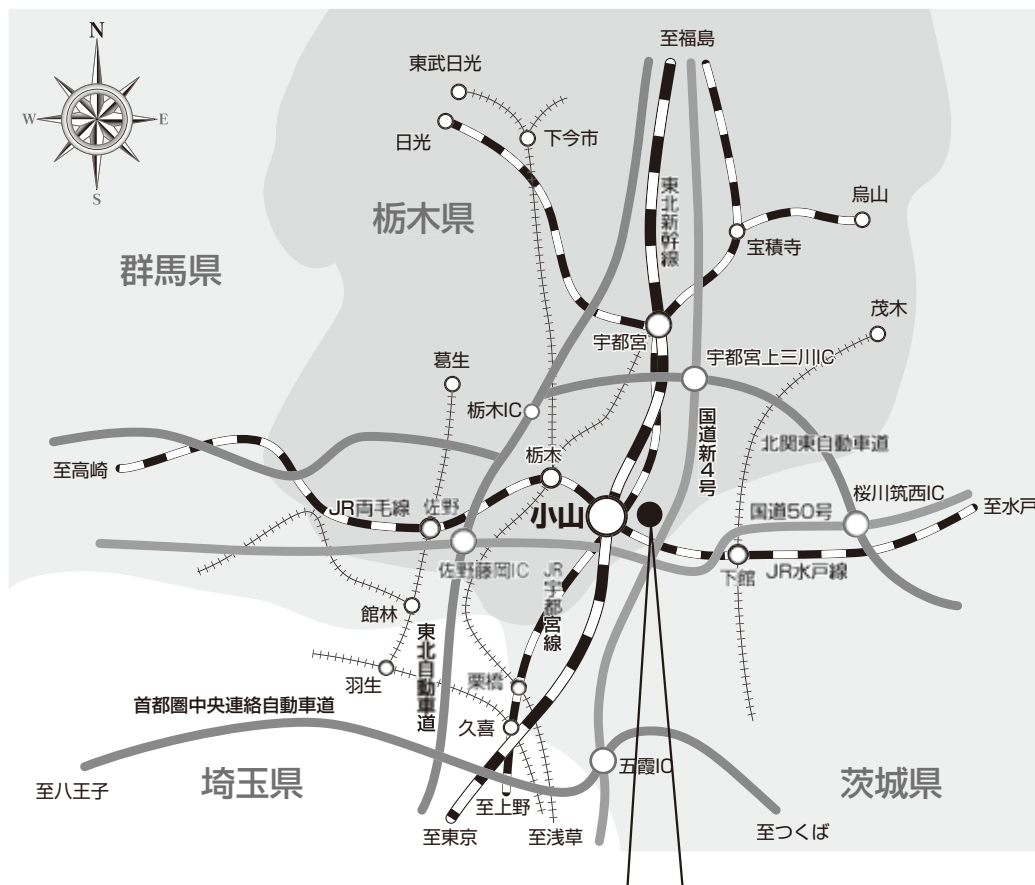 N
W
E
S
至福島
東武日光
日光
下今市
栃木県
群馬県
東北新幹線
烏山
宝積寺
茂木
宇都宮
宇都宮上三川IC
葛生
栃木IC
国道新4号
北関東自動車道
至高崎
栃木
桜川筑西IC
至水戸
JR両毛線
佐野
小山
国道50号
佐野藤岡IC
JR宇都宮線
下館
JR水戸線
館林
東北自動車道
羽生
栗橋
首都圏中央連絡自動車道
久喜
五霞IC
至八王子
埼玉県
茨城県
至上野
至東京
至浅草
至つくば